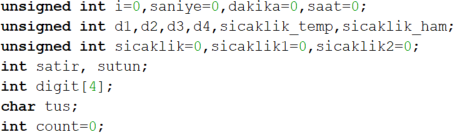 unsigned int i=0,saniye=0,dakika=0,saat=0;
unsigned int d1,d2,d3,d4,sicaklik_temp,sicaklik_ham;
unsigned int sicaklik=0,sicaklik1=0,sicaklik2=0;
int satir, sutun;
int digit[4];
char tus;
int count=0;